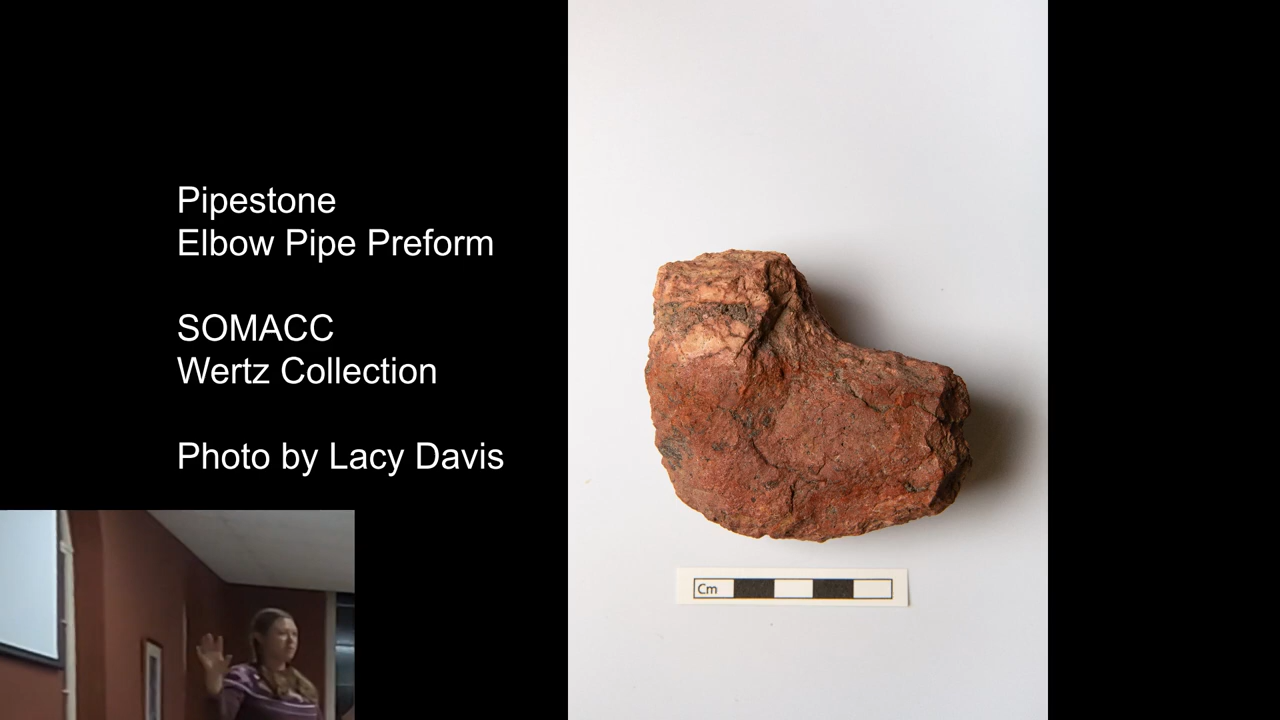 Pipestone
Elbow Pipe Preform
SOMACC
Wertz Collection
Photo by Lacy Davis
Cm